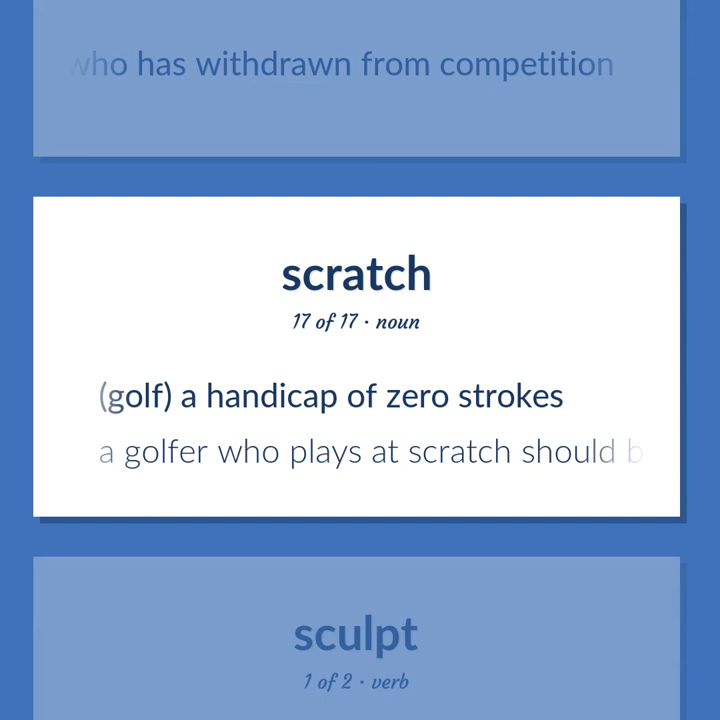 who has withdrawn from competition
scratch
17 of 17 · noun
(golf) a handicap of zero strokes
a golfer who plays at scratch should
sculpt
1 of 2 · verb